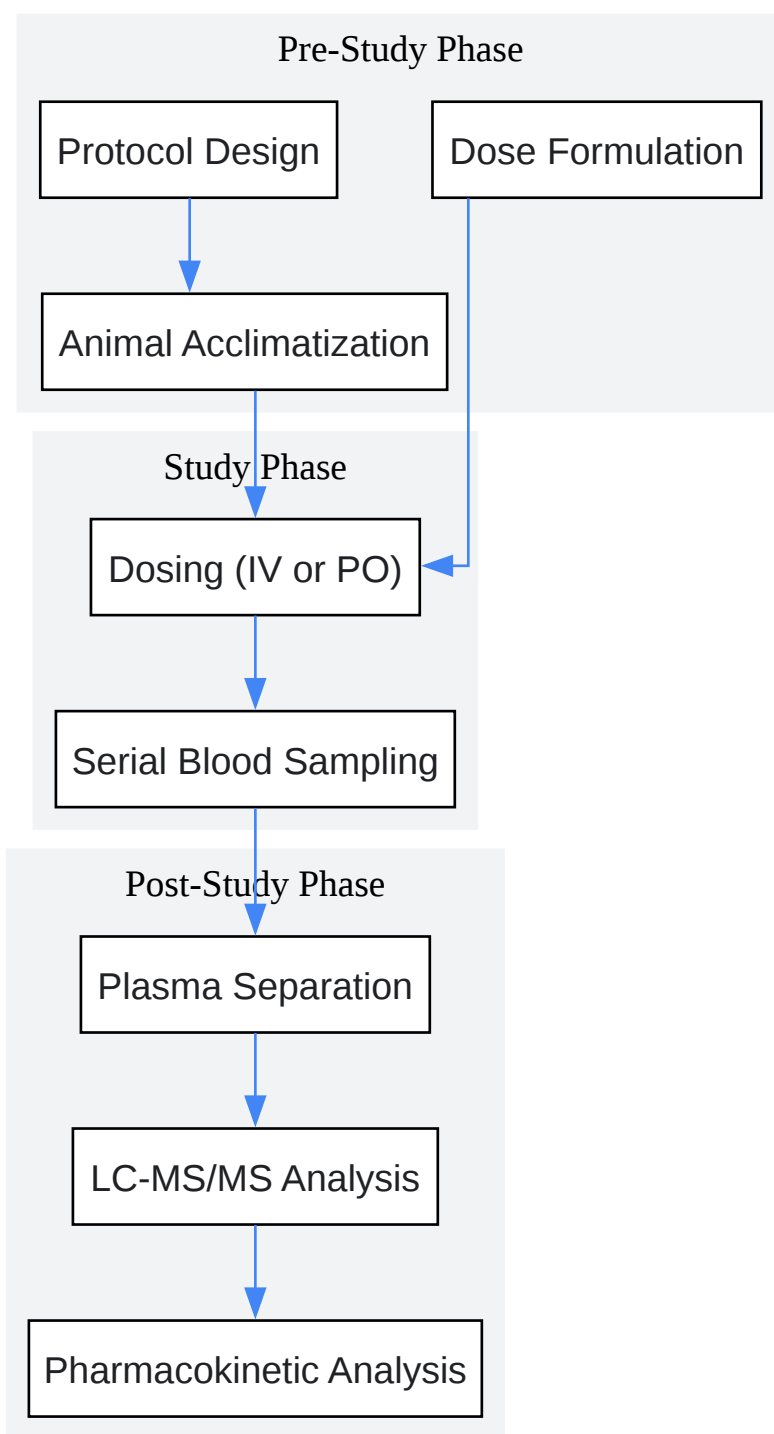 Pre-Study Phase
Protocol Design
Dose Formulation
Animal Acclimatization
Study Phase
Dosing (IV or PO)
Serial Blood Sampling
Post-Study Phase
Plasma Separation
LC-MS/MS Analysis
Pharmacokinetic Analysis